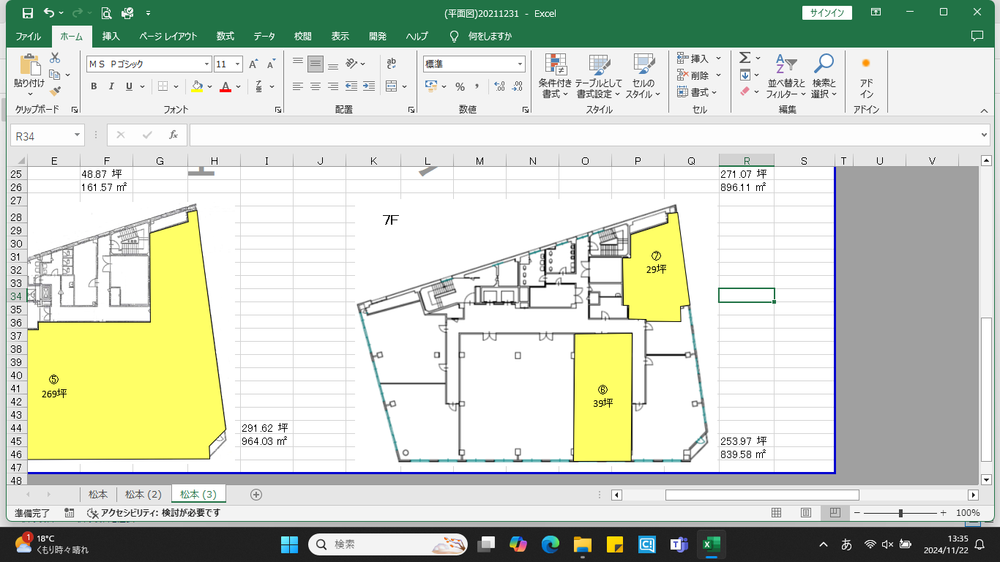 (平面図)20211231 - Excel
サインイン
ファイル ホーム 挿入 ページ レイアウト 数式 データ 校閲 表示 開発 ヘルプ 何をしますか
貼り付け
クリップボード
ＭＳ Ｐゴシック 11
B I U
フォント
ab
配置
標準
% ,
数値
条件付き書式
テーブルとして書式設定
セルのスタイル
スタイル
挿入
削除
書式
セル
並べ替えとフィルター
検索と選択
編集
アドイン
アドイン
R34
fx
E F G H I J K L M N O P Q R S T U V
25 48.87 坪 271.07 坪
26 161.57 ㎡ 896.11 ㎡
27
28
29
30
31
32
33
34
35
36
37
38
39
40
41
42
43
44 291.62 坪
45 964.03 ㎡ 253.97 坪
46 839.58 ㎡
47
48
7F
⑦
29坪
⑤
269坪
⑥
39坪
松本 松本 (2) 松本 (3)
準備完了 アクセシビリティ: 検討が必要です 100%
1
18°C
くもり時々晴れ
検索
あ
13:35
2024/11/22